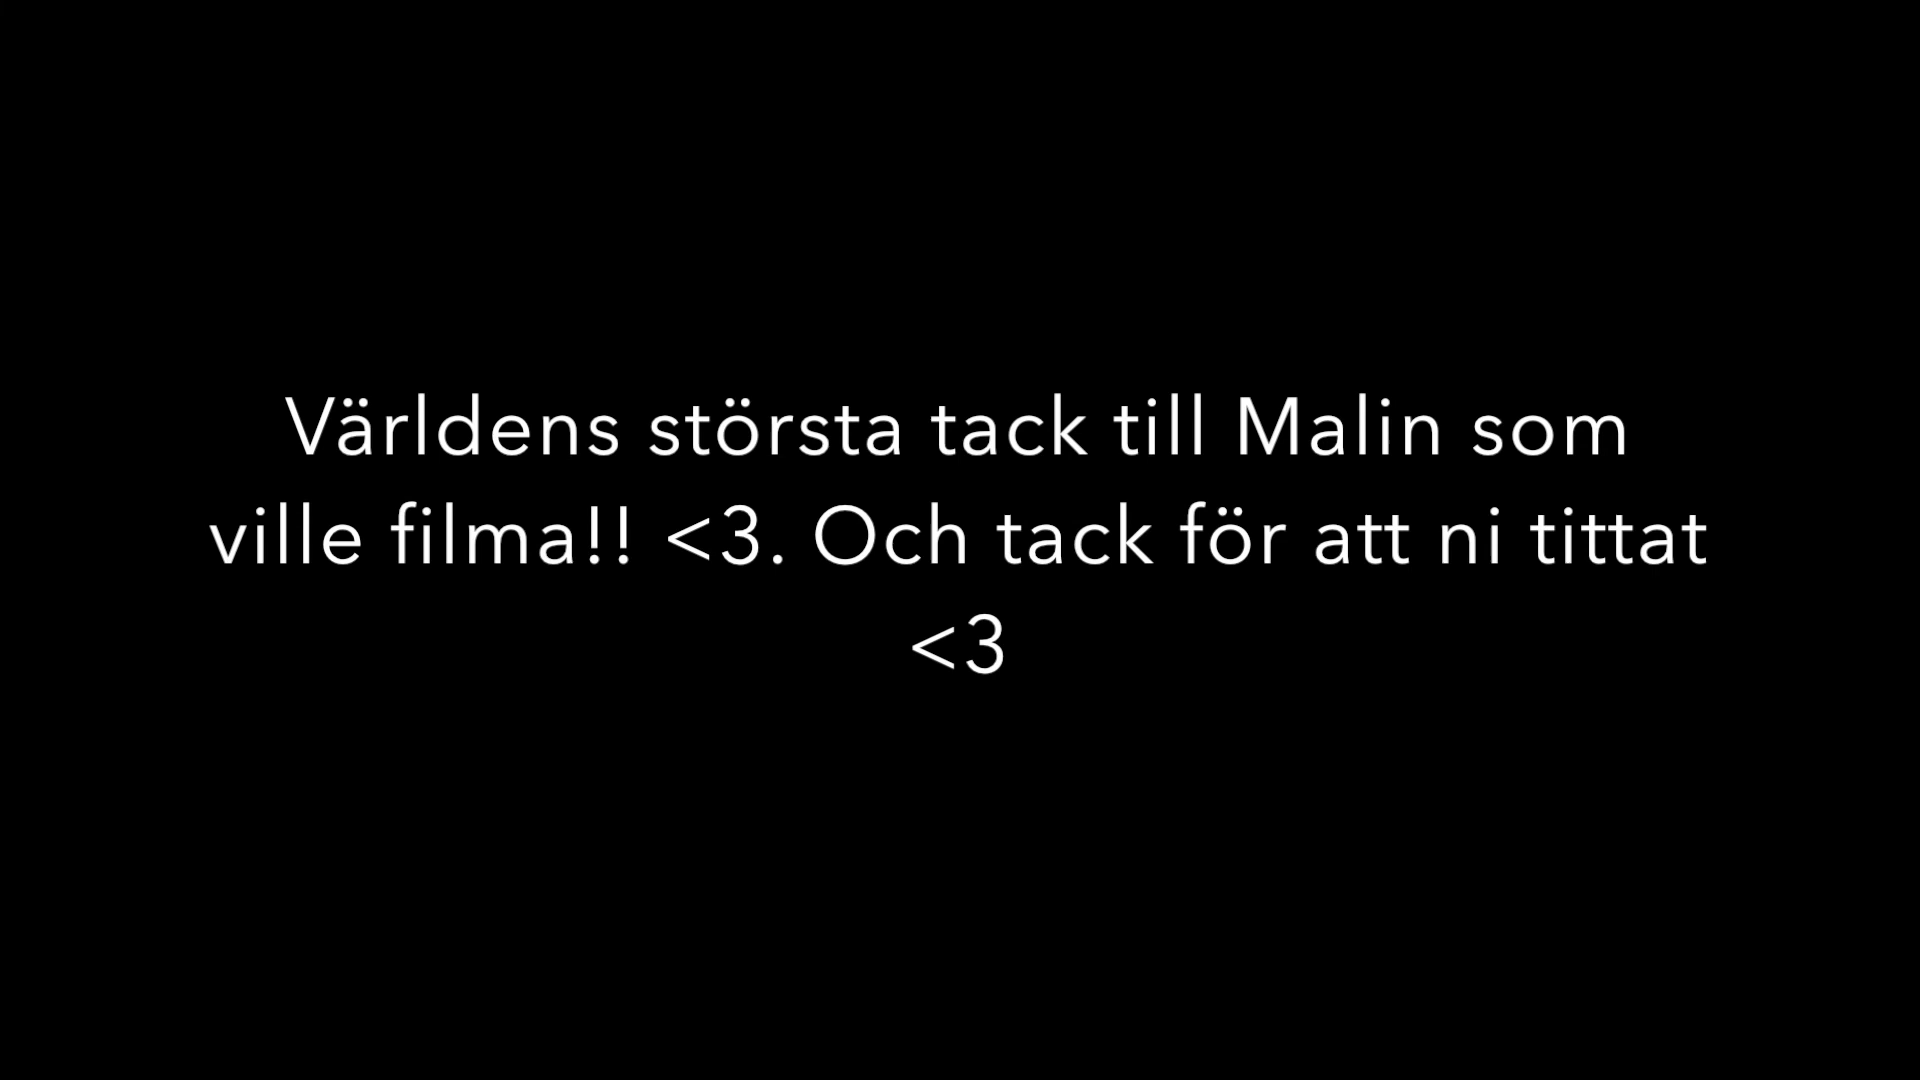 Världens största tack till Malin som
ville filma!! <3. Och tack för att ni tittat
<3